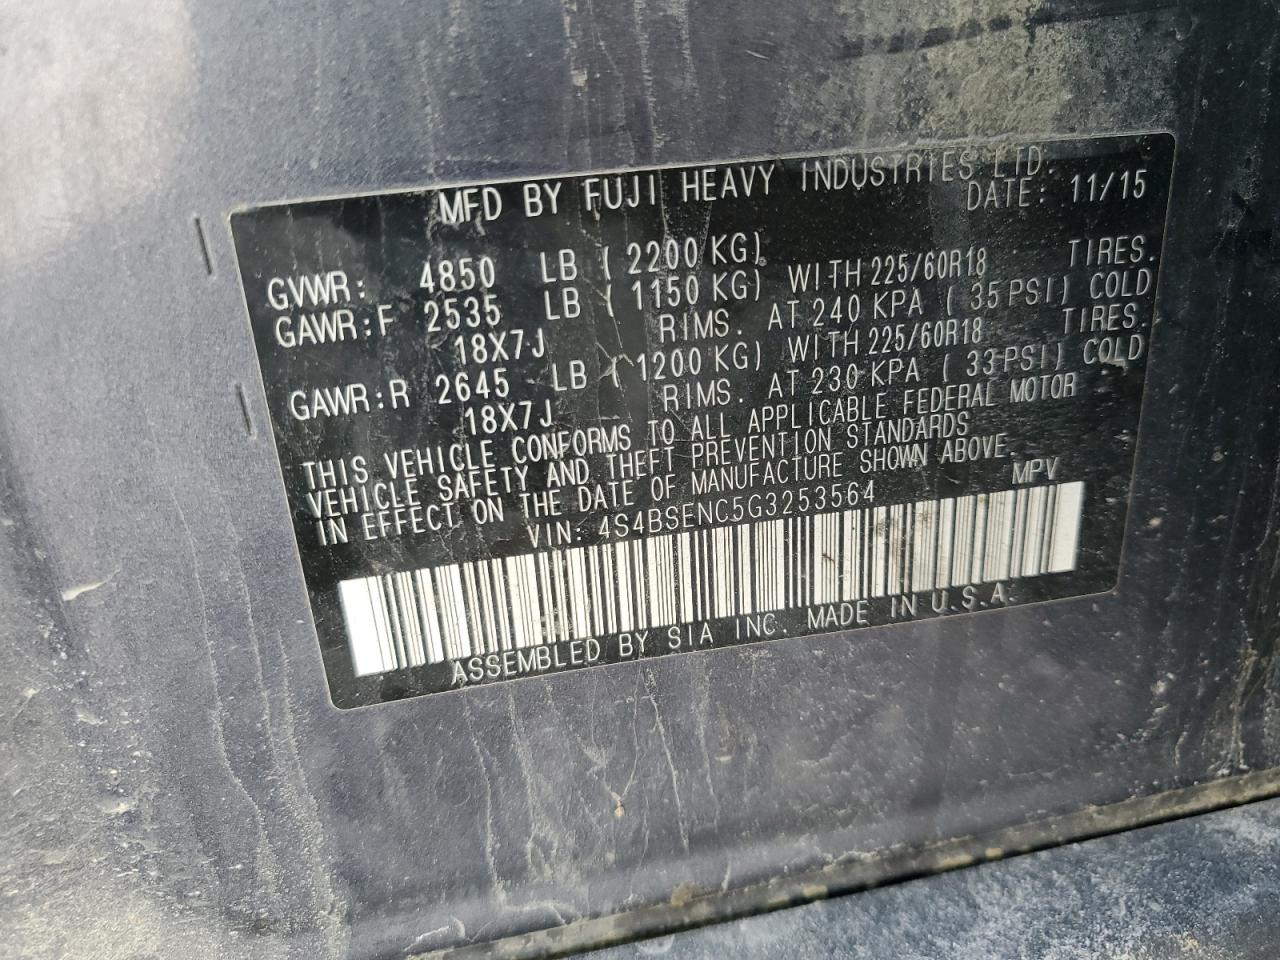 MFD BY FUJI HEAVY INDUSTRIES LTD.
DATE: 11/15
GVWR: 4850 LB (2200 KG)
GAWR:F 2535 LB (1150 KG) WITH 225/60R18 TIRES.
18X7J RIMS. AT 240 KPA (35PSI) COLD
GAWR:R 2645 LB (1200 KG) WITH 225/60R18 TIRES.
18X7J RIMS. AT 230 KPA (33PSI) COLD
THIS VEHICLE CONFORMS TO ALL APPLICABLE FEDERAL MOTOR
VEHICLE SAFETY AND THEFT PREVENTION STANDARDS
IN EFFECT ON THE DATE OF MANUFACTURE SHOWN ABOVE.
VIN: 4S4BSENC5G3253564 MPV
ASSEMBLED BY SIA INC. MADE IN U.S.A.